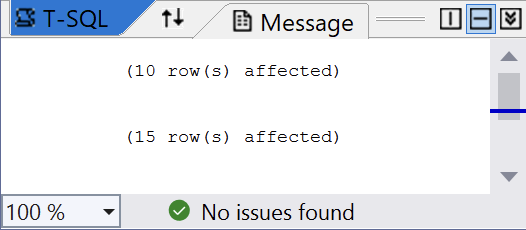 T-SQL Message
(10 row(s) affected)
(15 row(s) affected)
100 % No issues found